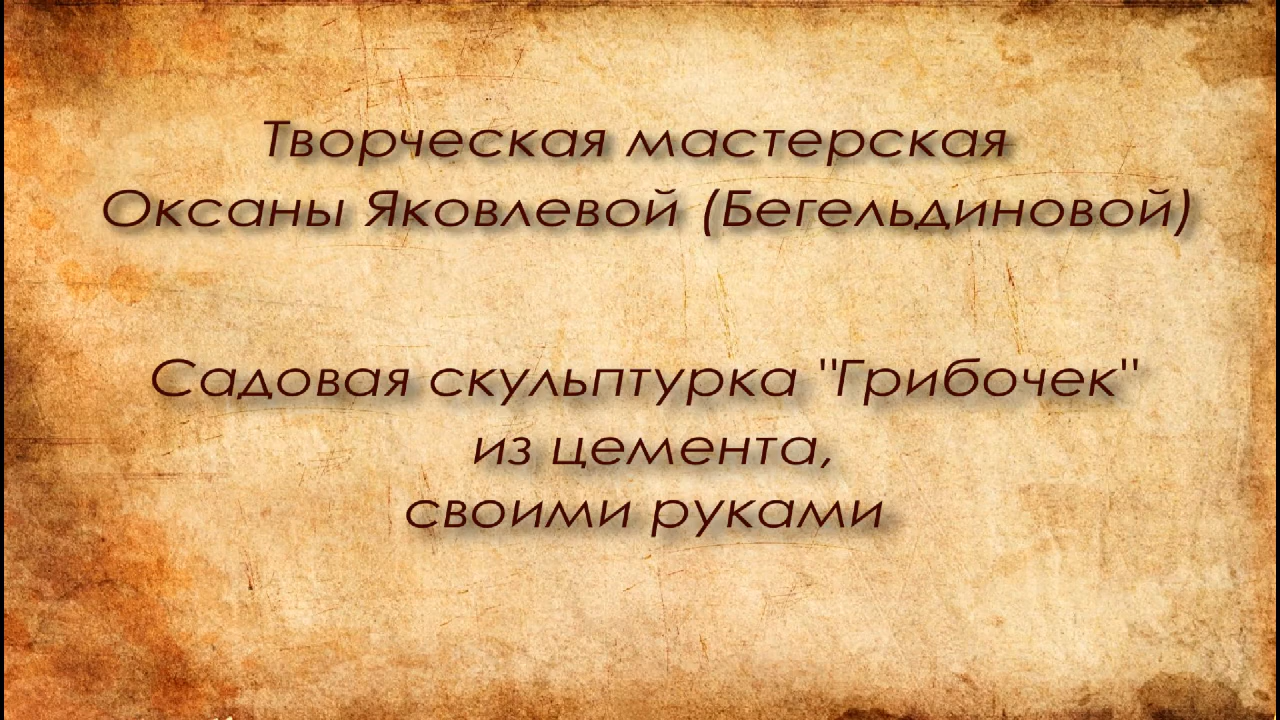 Творческая мастерская
Оксаны Яковлевой (Бегельдиновой)
Садовая скульптурка "Грибочек"
из цемента,
своими руками